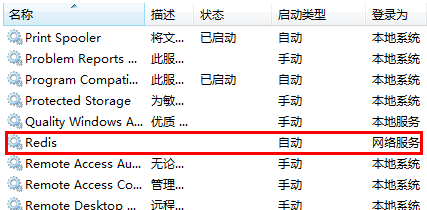 名称 描述 状态 启动类型 登录为
Print Spooler 将文... 已启动 自动 本地系统
Problem Reports ... 此服... 手动 本地系统
Program Compati... 此服... 已启动 自动 本地系统
Protected Storage 为敏... 手动 本地系统
Quality Windows A... 优质 ... 手动 本地服务
Redis 自动 网络服务
Remote Access Au... 无论... 手动 本地系统
Remote Access Co... 管理... 手动 本地系统
Remote Desktop ... 远程... 手动 本地系统